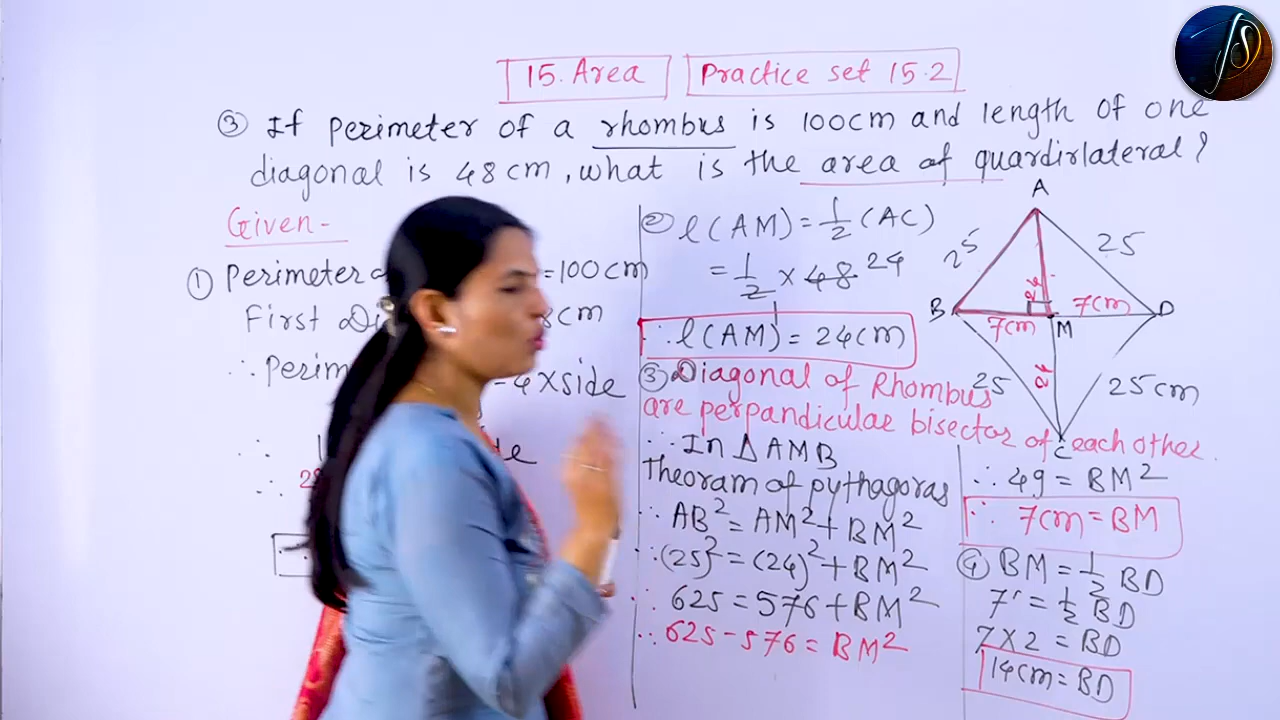 15. Area Practice set 15.2
③ If perimeter of a rhombus is 100cm and length of one
diagonal is 48cm, what is the area of quardirlateral?
Given-
① Perimeter =100cm
First cm
∴ perim 4×side
∴
∴
② l(AM) = 1/2 (AC)
= 1/2 × 48 24
∴ l(AM) = 24cm
③ Diagonal of Rhombus
are perpandicular bisector of each other.
∴ In △ AMB
theoram of pythagoras
∴ AB² = AM² + BM²
∴ (25)² = (24)² + BM²
∴ 625 = 576 + BM²
∴ 625 - 576 = BM²
∴ 49 = BM²
∴ 7cm = BM
④ BM = 1/2 BD
7 = 1/2 BD
7×2 = BD
14cm = BD
A
25
25
B
7cm
7cm
D
M
24
24
25
25cm
C